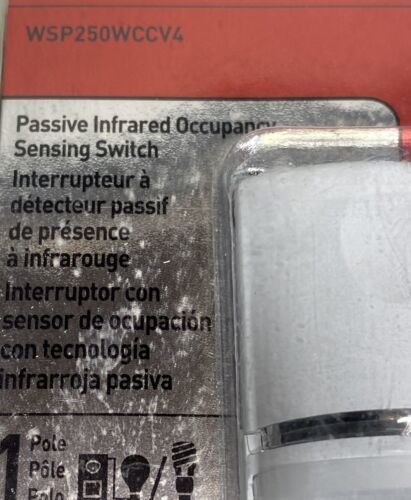 WSP250WCCV4
Passive Infrared Occupancy
Sensing Switch
Interrupteur à
détecteur passif
de présence
à infrarouge
Interruptor con
sensor de ocupación
con tecnología
infrarroja pasiva
1 Pole
Pôle
Polo